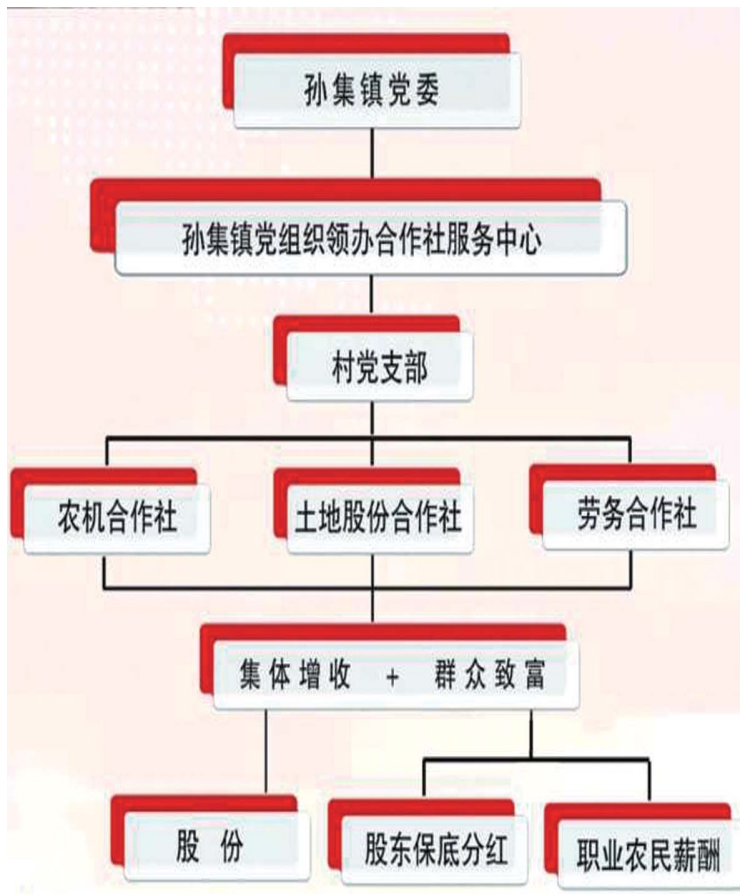 孙集镇党委
孙集镇党组织领办合作社服务中心
村党支部
农机合作社
土地股份合作社
劳务合作社
集体增收 + 群众致富
股份
股东保底分红
职业农民薪酬